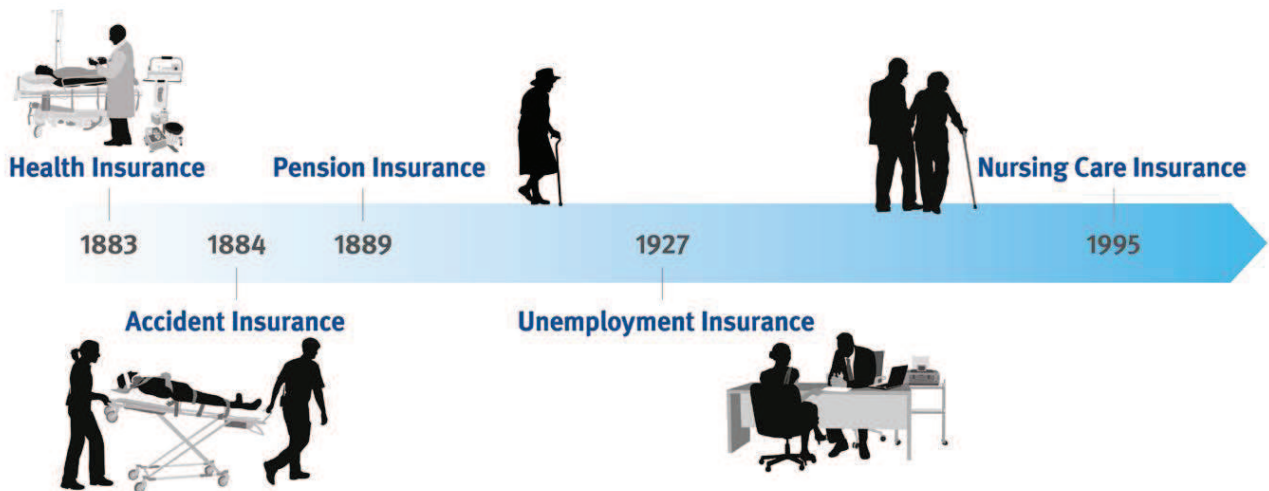 Health Insurance
Pension Insurance
Nursing Care Insurance
1883
1884
1889
1927
1995
Accident Insurance
Unemployment Insurance